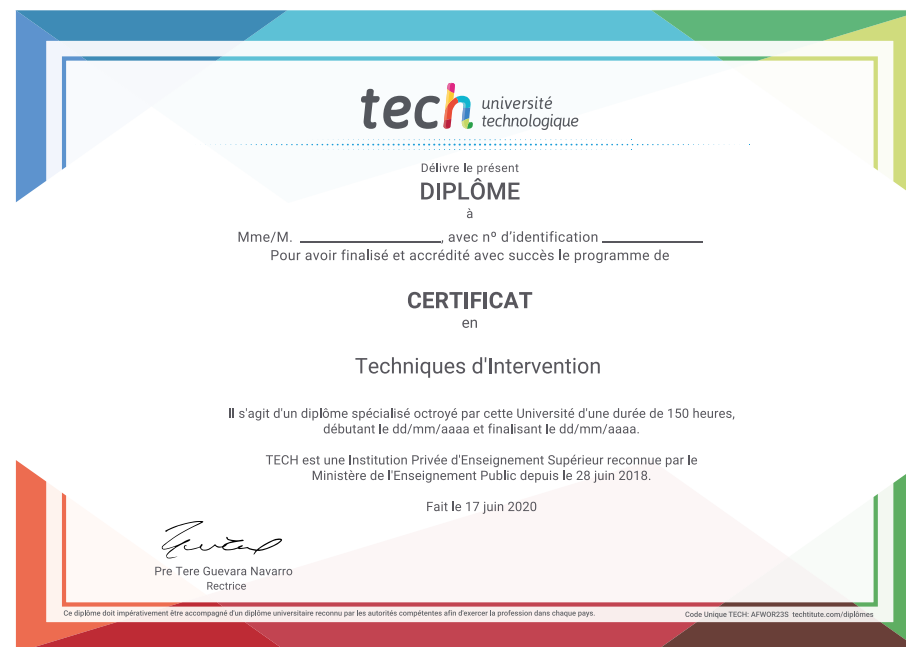 tech université
technologique
Délivre le présent
DIPLÔME
à
Mme/M. ____________________, avec nº d'identification ______________
Pour avoir finalisé et accrédité avec succès le programme de
CERTIFICAT
en
Techniques d'Intervention
Il s'agit d'un diplôme spécialisé octroyé par cette Université d'une durée de 150 heures,
débutant le dd/mm/aaaa et finalisant le dd/mm/aaaa.
TECH est une Institution Privée d'Enseignement Supérieur reconnue par le
Ministère de l'Enseignement Public depuis le 28 juin 2018.
Fait le 17 juin 2020
Pre Tere Guevara Navarro
Rectrice
Ce diplôme doit impérativement être accompagné d'un diplôme universitaire reconnu par les autorités compétentes afin d'exercer la profession dans chaque pays.
Code Unique TECH: AFWOR23S techtitute.com/diplômes